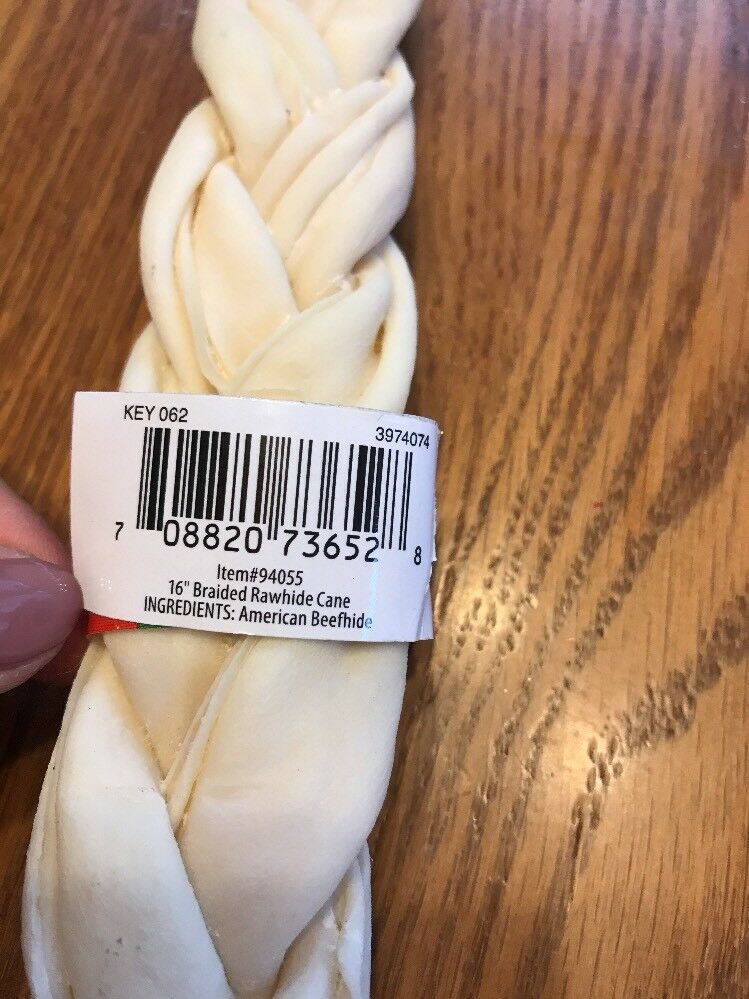 KEY 062
3974074
7 08820 73652 8
Item#94055
16" Braided Rawhide Cane
INGREDIENTS: American Beefhide